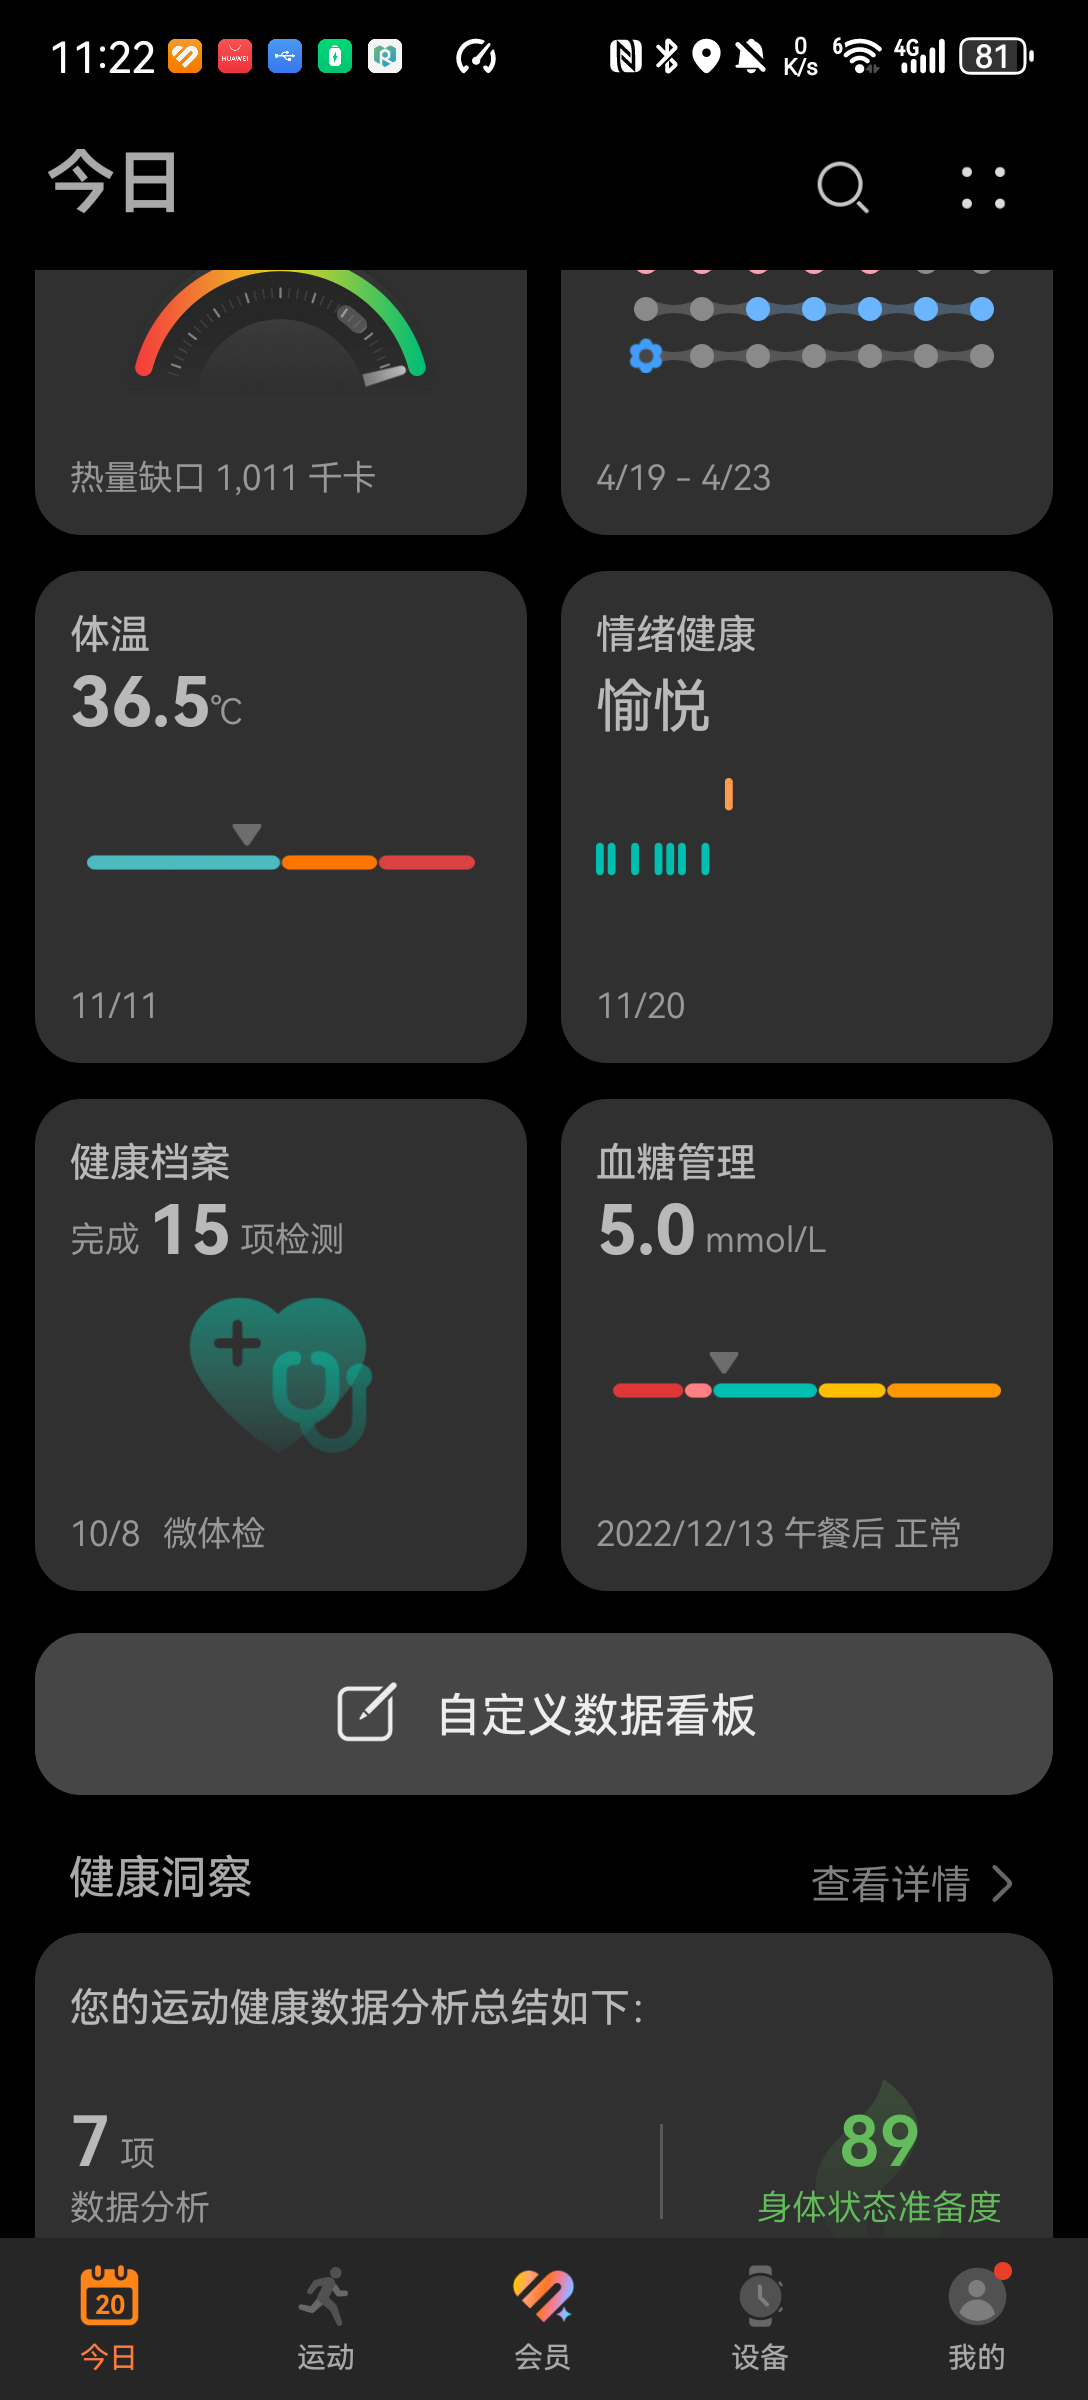 11:22
HUAWEI
0 K/s
6
4G
81
今日
热量缺口 1,011 千卡
4/19 - 4/23
体温
36.5℃
11/11
情绪健康
愉悦
11/20
健康档案
完成 15 项检测
10/8 微体检
血糖管理
5.0 mmol/L
2022/12/13 午餐后 正常
自定义数据看板
健康洞察
查看详情
您的运动健康数据分析总结如下：
7 项
数据分析
89
身体状态准备度
20
今日
运动
会员
设备
我的